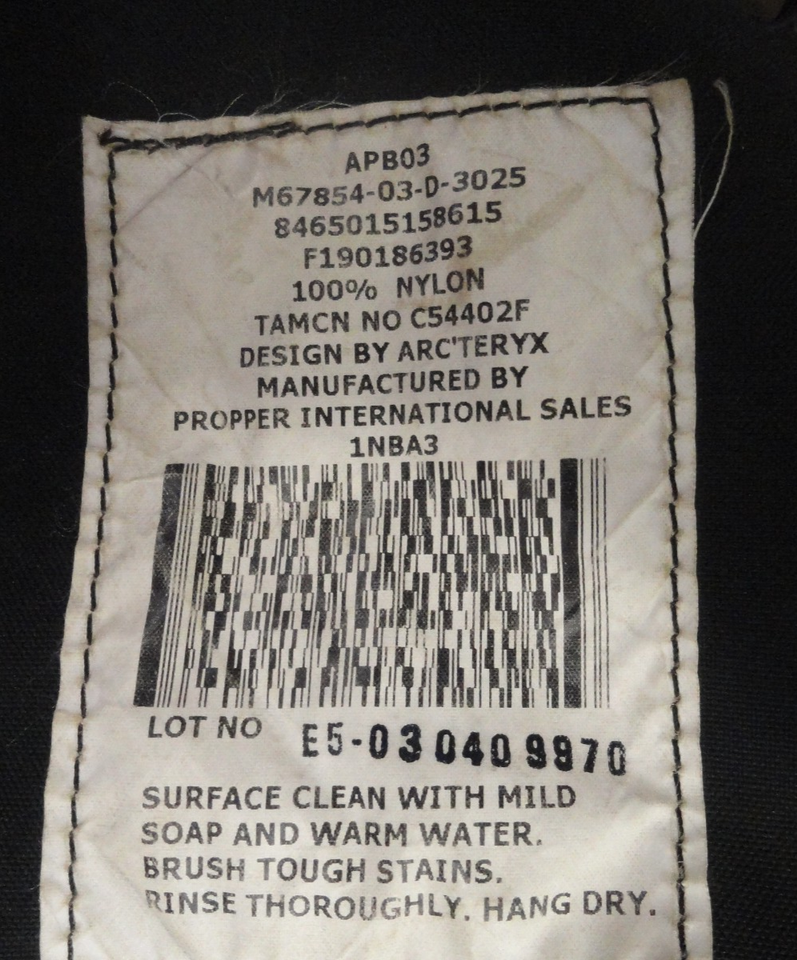 APB03
M67854-03-D-3025
8465015158615
F190186393
100% NYLON
TAMCN NO C54402F
DESIGN BY ARC'TERYX
MANUFACTURED BY
PROPPER INTERNATIONAL SALES
1NBA3
LOT NO E5-030409970
SURFACE CLEAN WITH MILD
SOAP AND WARM WATER.
BRUSH TOUGH STAINS.
RINSE THOROUGHLY. HANG DRY.